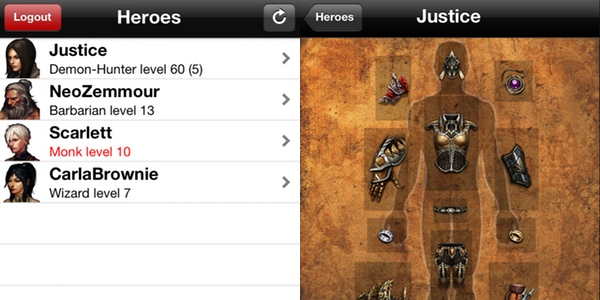 Logout
Heroes
Justice
Demon-Hunter level 60 (5)
NeoZemmour
Barbarian level 13
Scarlett
Monk level 10
CarlaBrownie
Wizard level 7
Heroes
Justice